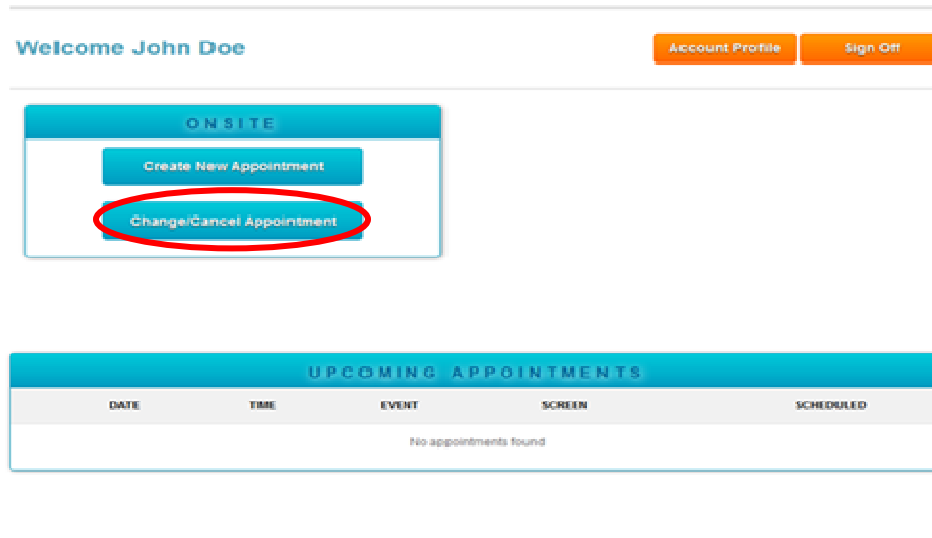 Welcome John Doe
Account Profile
Sign Off
ONSITE
Create New Appointment
Change/Cancel Appointment
UPCOMING APPOINTMENTS
DATE TIME EVENT SCREEN SCHEDULED
No appointments found